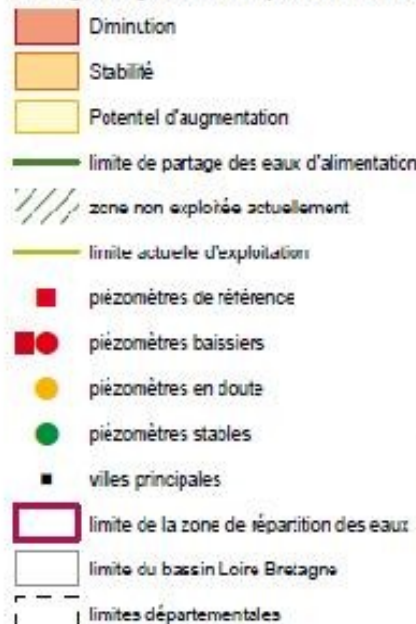 Diminution
Stabilité
Potentel d'augmentation
limite de partage des eaux d'alimentation
zone non exploitée actuellement
limite actuelle d'exploitation
piézomètres de référence
piézomètres baissiers
piézomètres en doute
piézomètres stables
villes principales
limite de la zone de répartition des eaux
limite du bassin Loire Bretagne
limites départementales